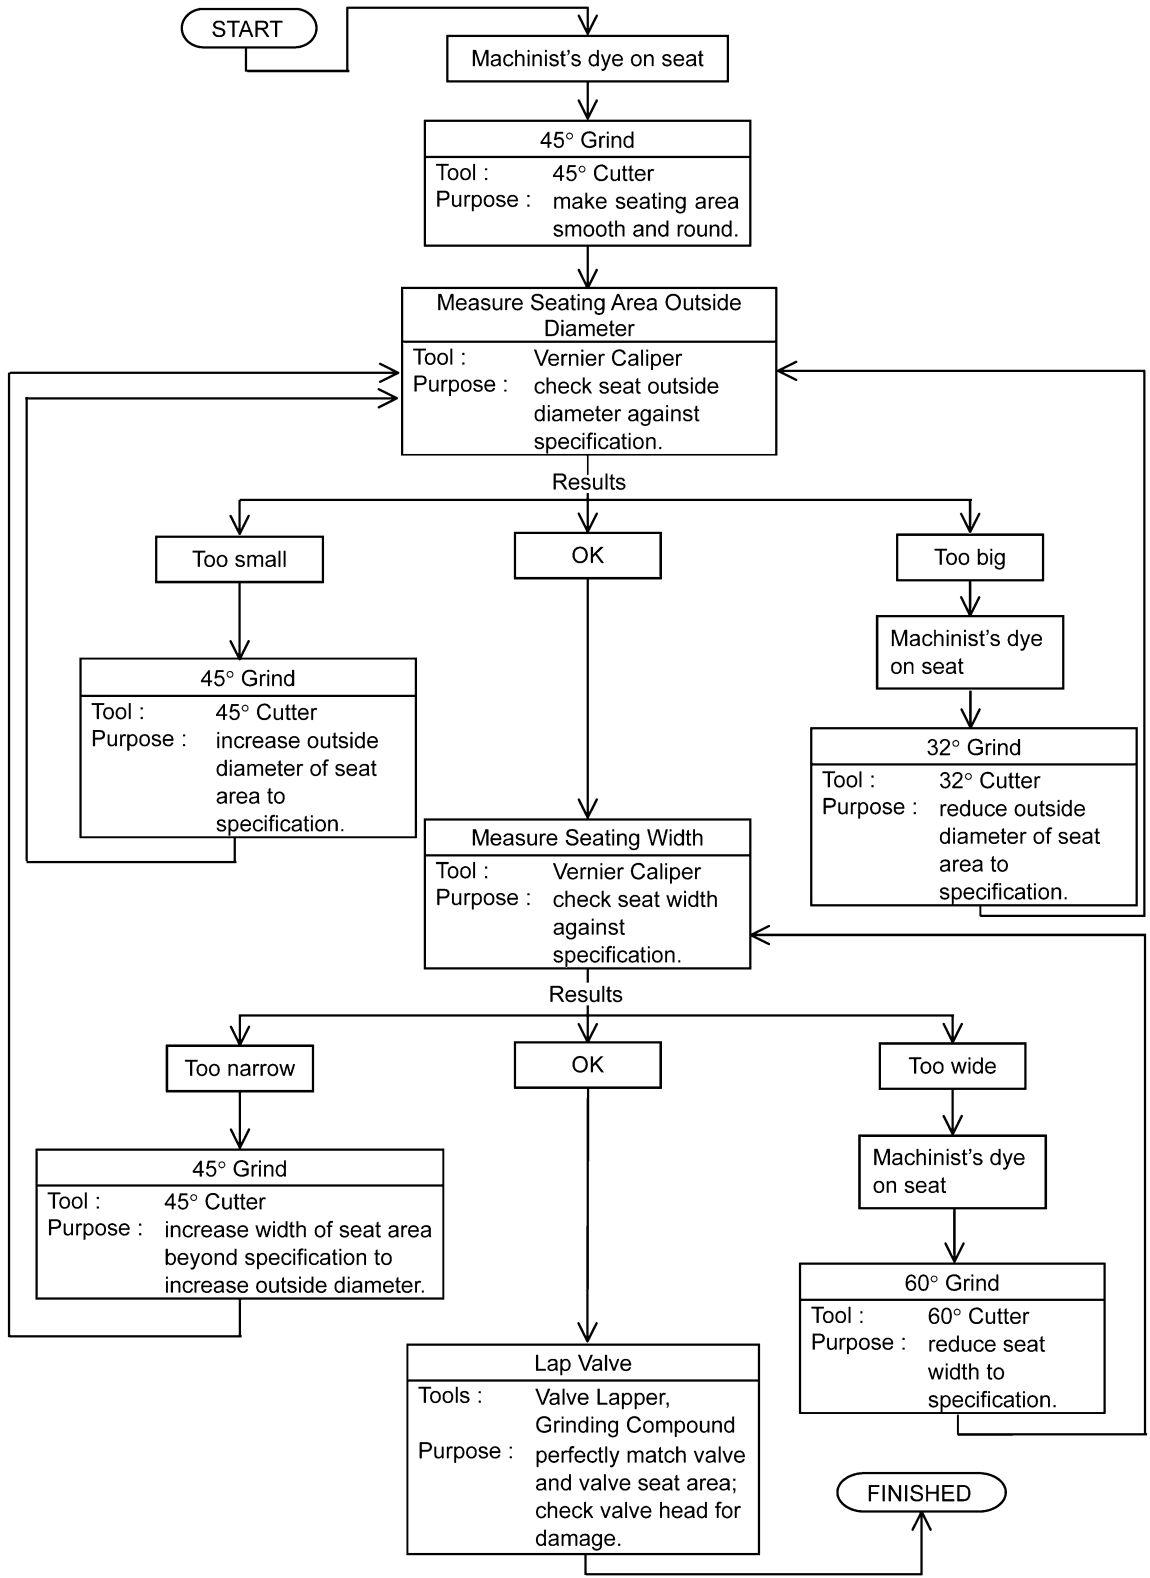 START
Machinist's dye on seat
45° Grind
Tool : 45° Cutter
Purpose : make seating area
smooth and round.
Measure Seating Area Outside
Diameter
Tool : Vernier Caliper
Purpose : check seat outside
diameter against
specification.
Results
Too small
OK
Too big
Machinist's dye
on seat
45° Grind
Tool : 45° Cutter
Purpose : increase outside
diameter of seat
area to
specification.
32° Grind
Tool : 32° Cutter
Purpose : reduce outside
diameter of seat
area to
specification.
Measure Seating Width
Tool : Vernier Caliper
Purpose : check seat width
against
specification.
Results
Too narrow
OK
Too wide
Machinist's dye
on seat
45° Grind
Tool : 45° Cutter
Purpose : increase width of seat area
beyond specification to
increase outside diameter.
60° Grind
Tool : 60° Cutter
Purpose : reduce seat
width to
specification.
Lap Valve
Tools : Valve Lapper,
Grinding Compound
Purpose : perfectly match valve
and valve seat area;
check valve head for
damage.
FINISHED